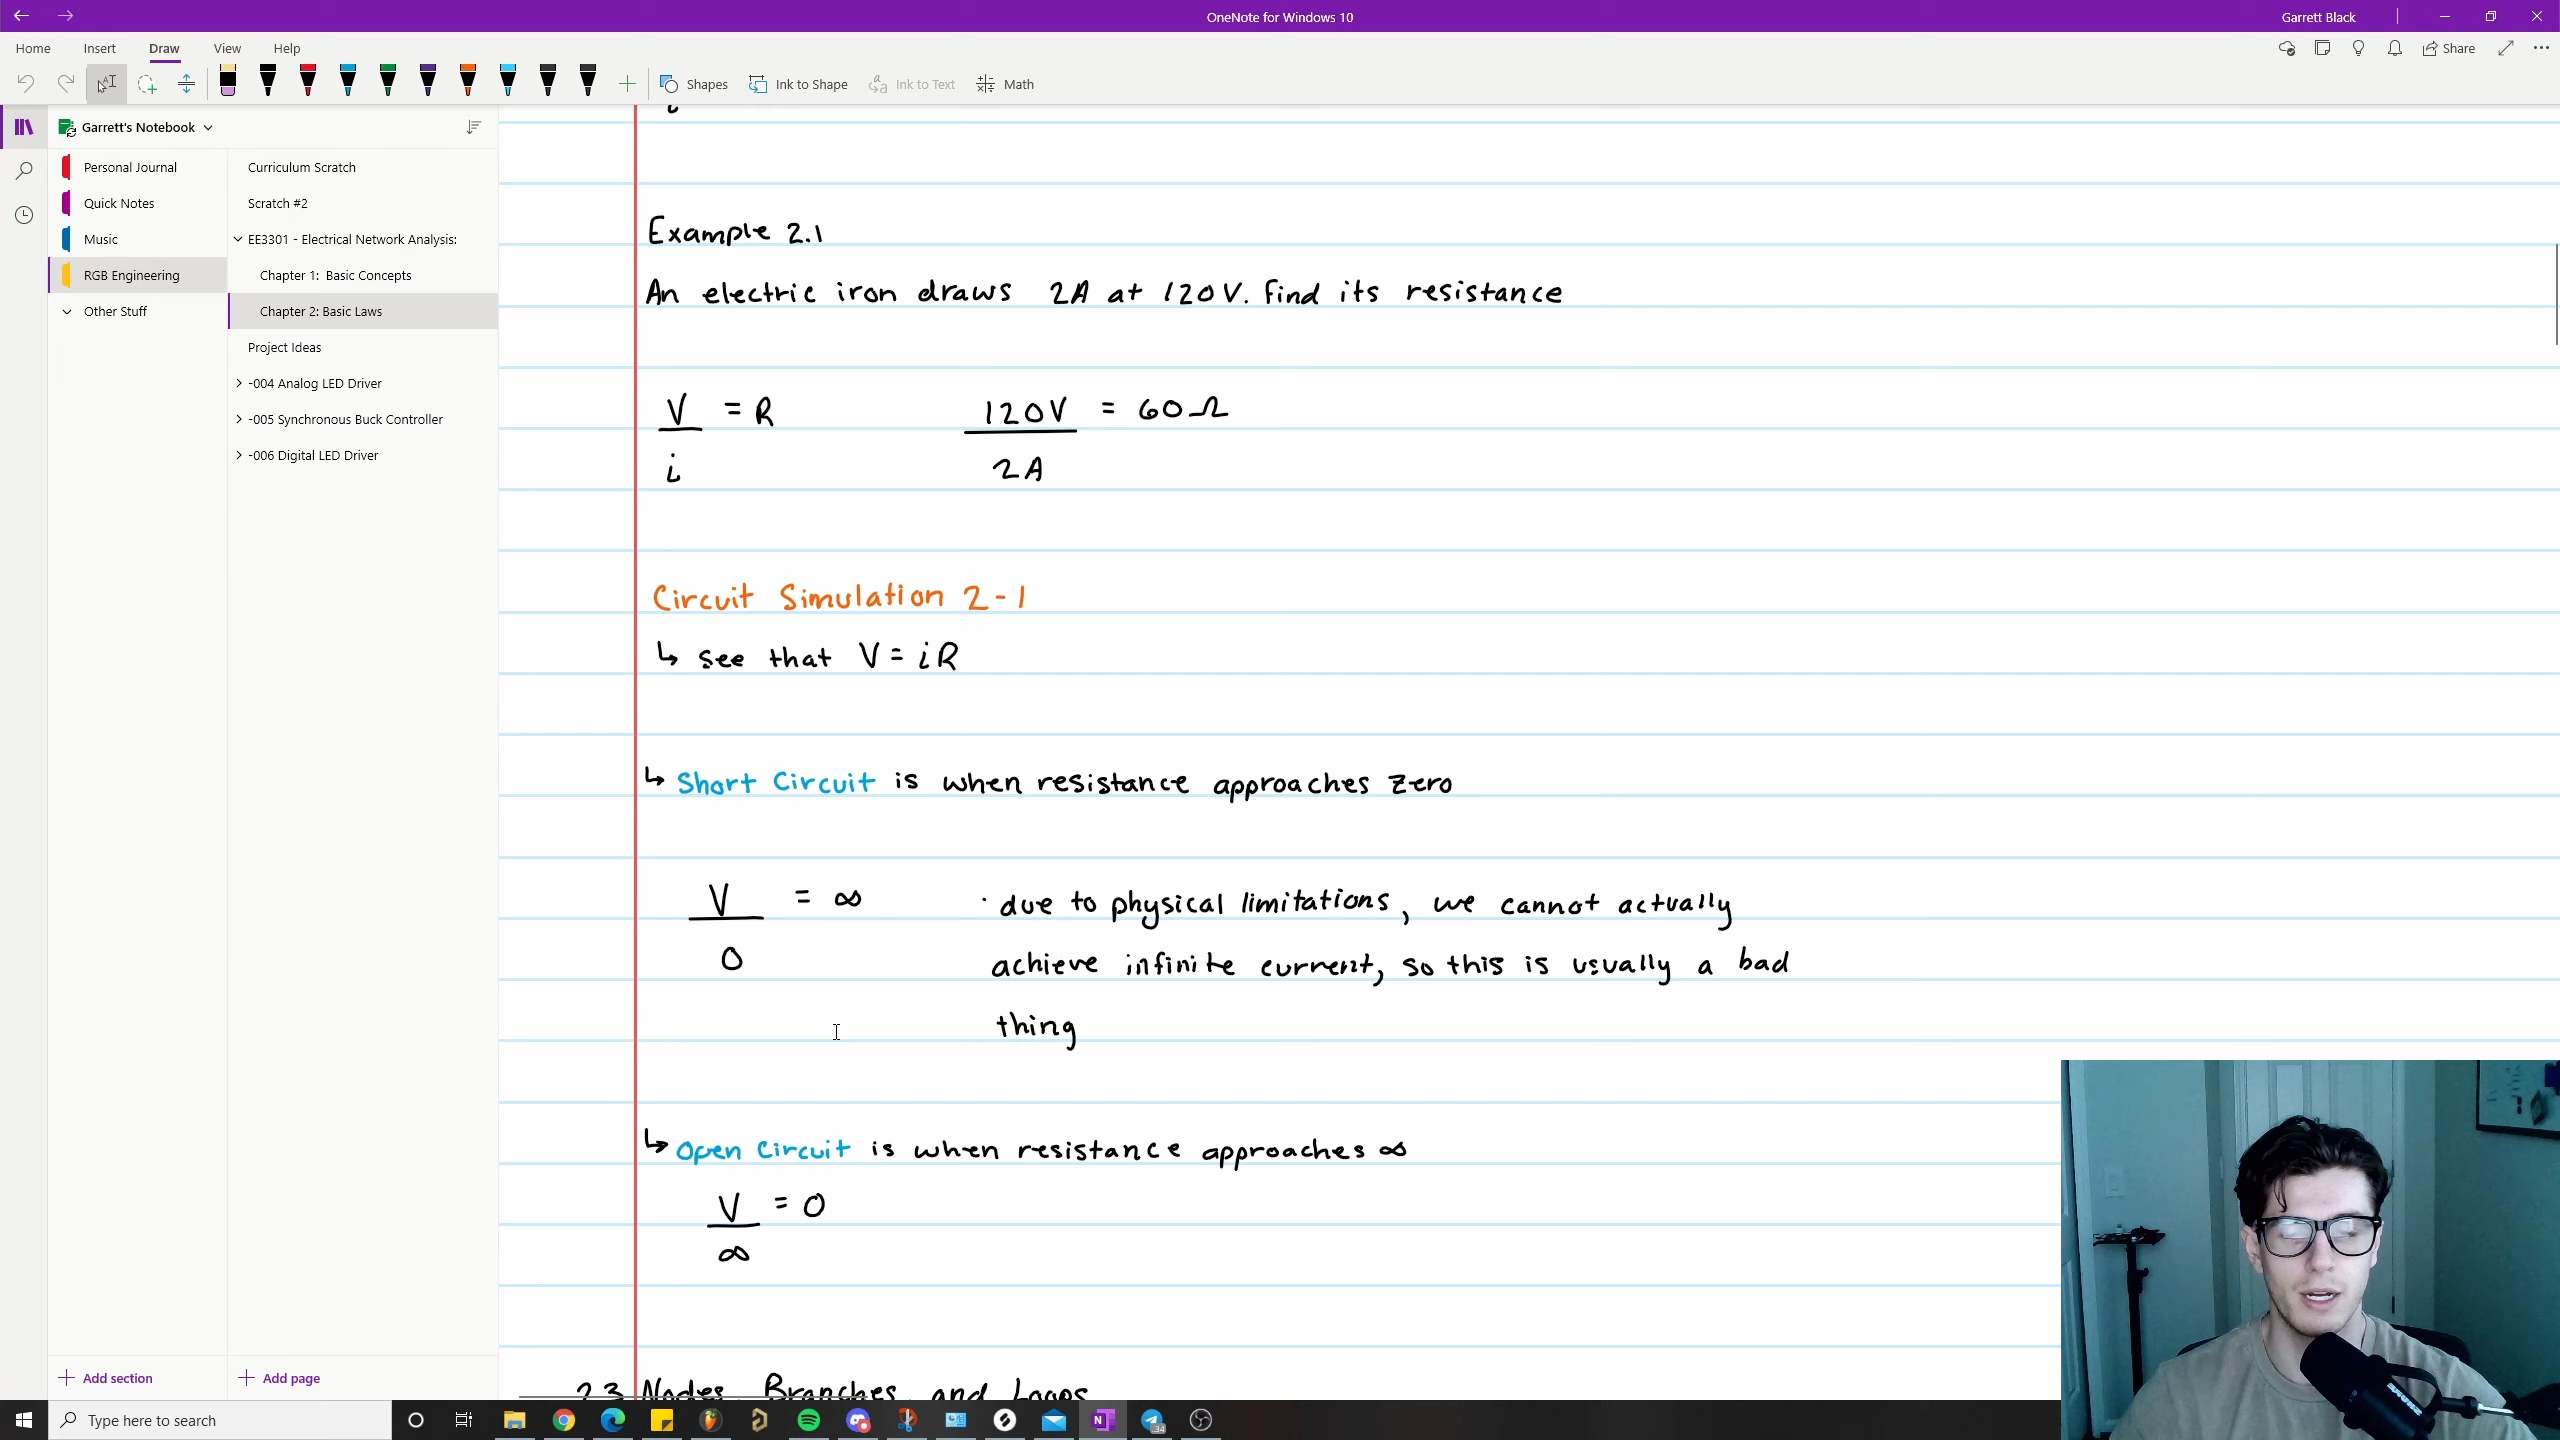 OneNote for Windows 10
Garrett Black
Home Insert Draw View Help
Share
Shapes
Ink to Shape
Ink to Text
Math
Garrett's Notebook
Personal Journal
Quick Notes
Music
RGB Engineering
Other Stuff
Curriculum Scratch
Scratch #2
EE3301 - Electrical Network Analysis:
Chapter 1: Basic Concepts
Chapter 2: Basic Laws
Project Ideas
-004 Analog LED Driver
-005 Synchronous Buck Controller
-006 Digital LED Driver
Add section
Add page
i
Example 2.1
An electric iron draws 2A at 120V. Find its resistance
V = R 120V = 60Ω
i 2A
Circuit Simulation 2-1
↳ see that V = iR
↳ Short Circuit is when resistance approaches zero
V = ∞ · due to physical limitations, we cannot actually
0 achieve infinite current, so this is usually a bad
thing
↳ Open Circuit is when resistance approaches ∞
V = 0
∞
2.3 Nodes, Branches, and Loops
Type here to search